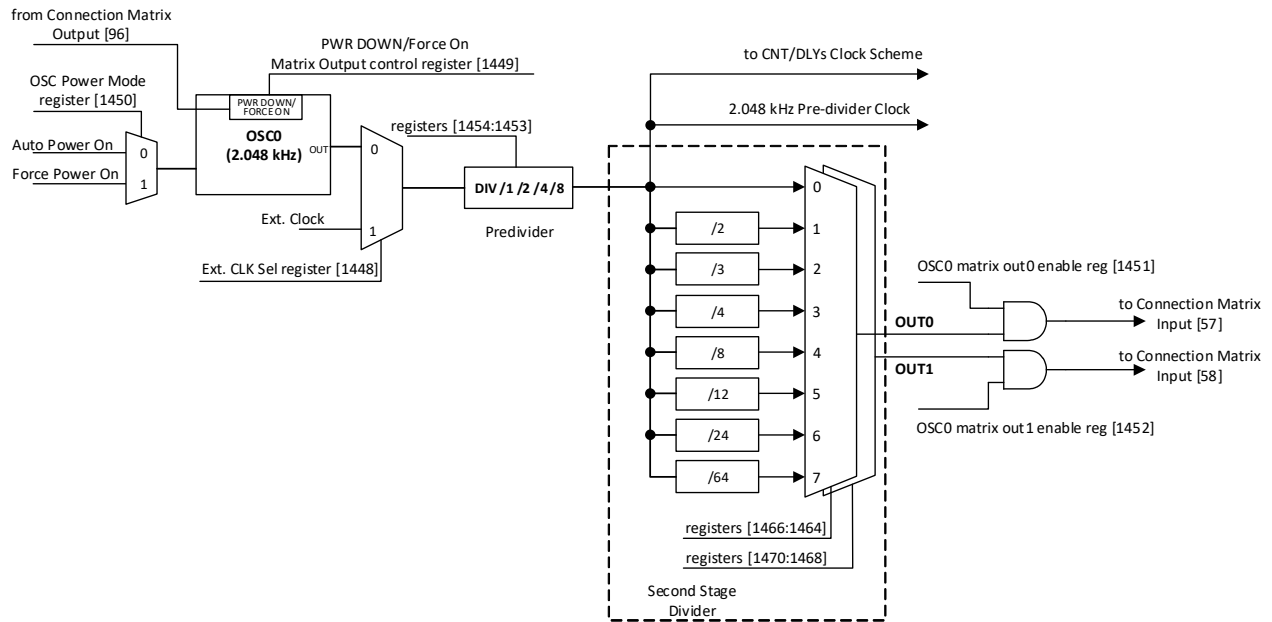 from Connection Matrix
Output [96]
PWR DOWN/Force On
Matrix Output control register [1449]
OSC Power Mode
register [1450]
PWR DOWN/
FORCE ON
OSC0
(2.048 kHz)
OUT
Auto Power On
Force Power On
0
1
0
1
Ext. Clock
Ext. CLK Sel register [1448]
registers [1454:1453]
DIV /1 /2 /4 /8
Predivider
to CNT/DLYs Clock Scheme
2.048 kHz Pre-divider Clock
0
/2
1
/3
2
/4
3
/8
4
/12
5
/24
6
/64
7
registers [1466:1464]
registers [1470:1468]
Second Stage
Divider
OUT0
OUT1
OSC0 matrix out0 enable reg [1451]
to Connection Matrix
Input [57]
to Connection Matrix
Input [58]
OSC0 matrix out1 enable reg [1452]